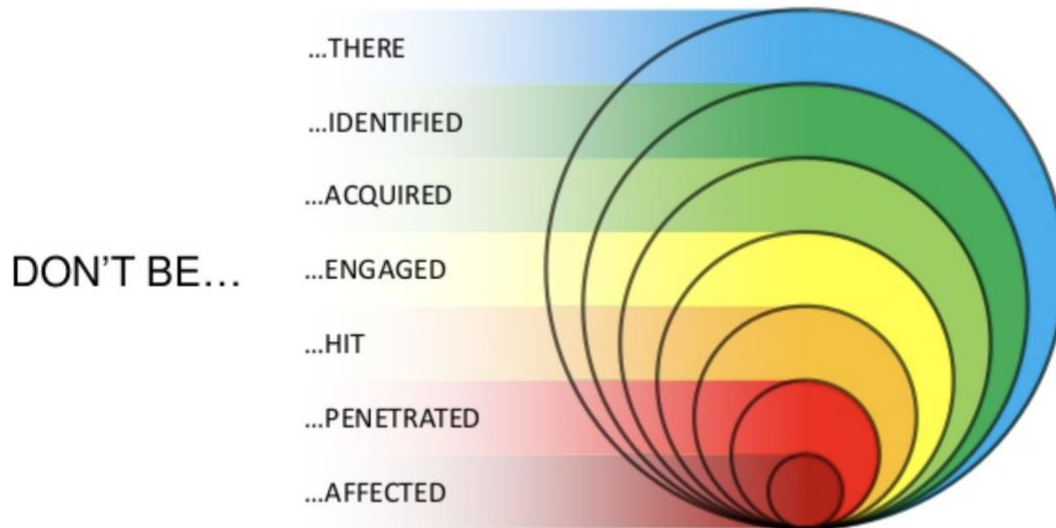 DON'T BE...
...THERE
...IDENTIFIED
...ACQUIRED
...ENGAGED
...HIT
...PENETRATED
...AFFECTED